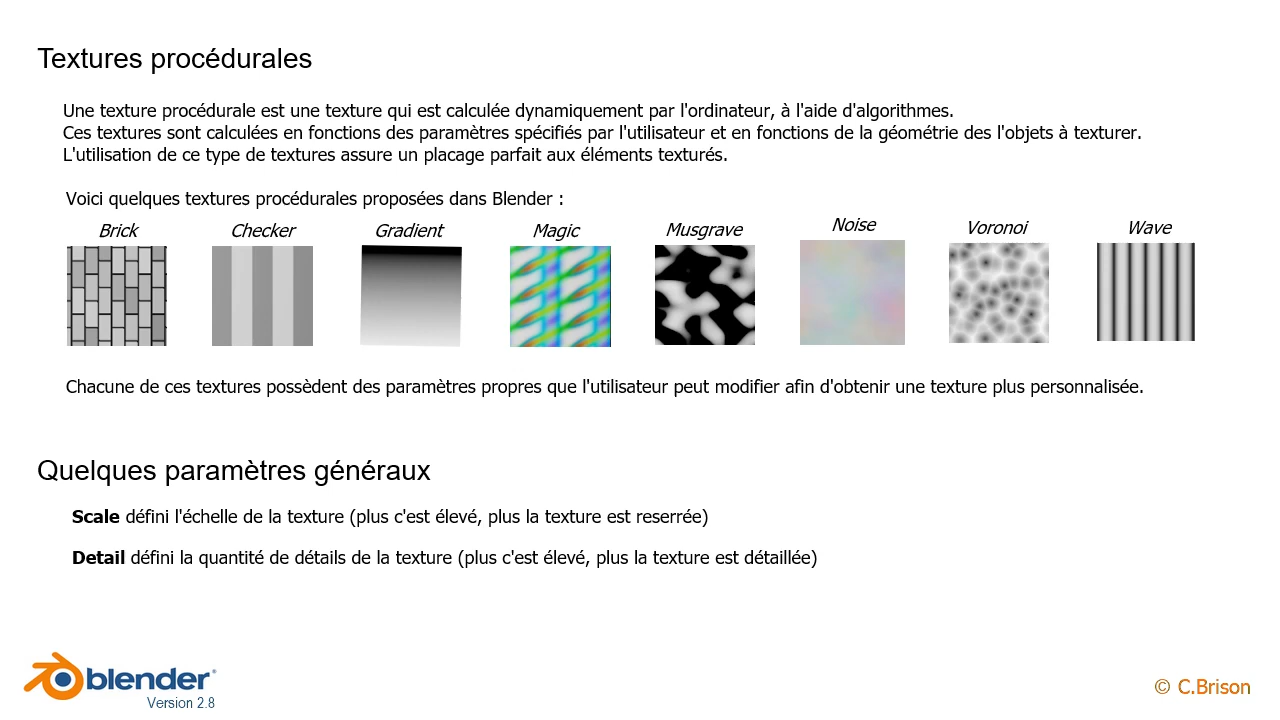 Textures procédurales
Une texture procédurale est une texture qui est calculée dynamiquement par l'ordinateur, à l'aide d'algorithmes.
Ces textures sont calculées en fonctions des paramètres spécifiés par l'utilisateur et en fonctions de la géométrie des l'objets à texturer.
L'utilisation de ce type de textures assure un placage parfait aux éléments texturés.
Voici quelques textures procédurales proposées dans Blender :
Brick Checker Gradient Magic Musgrave Noise Voronoi Wave
Chacune de ces textures possèdent des paramètres propres que l'utilisateur peut modifier afin d'obtenir une texture plus personnalisée.
Quelques paramètres généraux
Scale défini l'échelle de la texture (plus c'est élevé, plus la texture est reserrée)
Detail défini la quantité de détails de la texture (plus c'est élevé, plus la texture est détaillée)
blender®
Version 2.8
© C.Brison